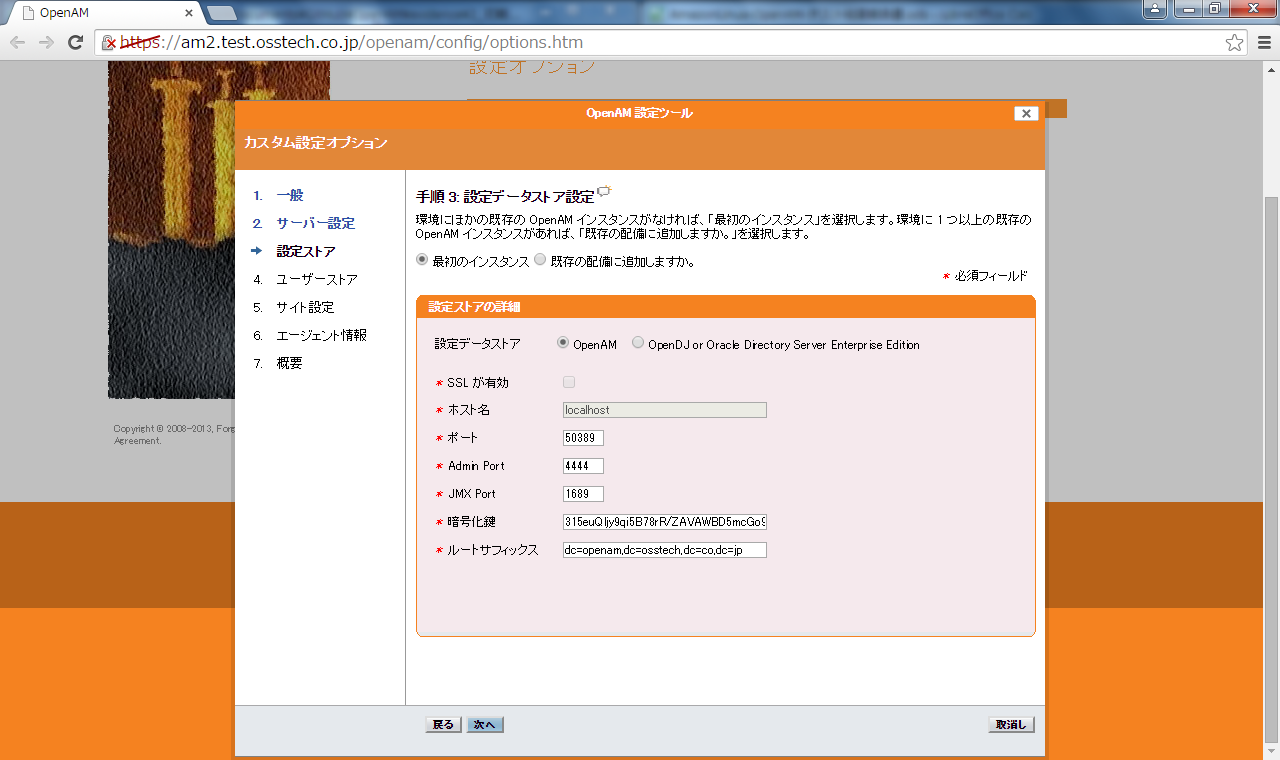 OpenAM
https://am2.test.osstech.co.jp/openam/config/options.htm
設定オプション
OpenAM 設定ツール
カスタム設定オプション
1. 一般
2. サーバー設定
設定ストア
4. ユーザーストア
5. サイト設定
6. エージェント情報
7. 概要
手順 3: 設定データストア設定
環境にほかの既存の OpenAM インスタンスがなければ、「最初のインスタンス」を選択します。環境に 1 つ以上の既存の
OpenAM インスタンスがあれば、「既存の配備に追加しますか。」を選択します。
最初のインスタンス 既存の配備に追加しますか。
* 必須フィールド
設定ストアの詳細
設定データストア OpenAM OpenDJ or Oracle Directory Server Enterprise Edition
* SSL が有効
* ホスト名 localhost
* ポート 50389
* Admin Port 4444
* JMX Port 1689
* 暗号化鍵
* ルートサフィックス dc=openam,dc=osstech,dc=co,dc=jp
Copyright © 2008-2013, Forg
Agreement.
戻る 次へ 取消し